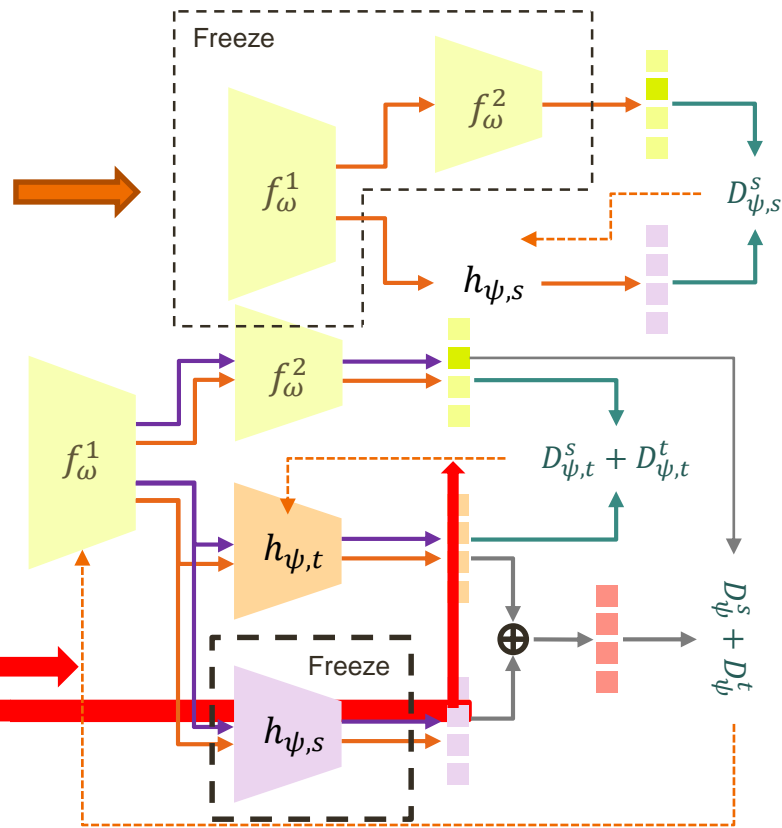 Freeze
f_ω^2
f_ω^1
D_{ψ,s}^s
h_{ψ,s}
f_ω^2
f_ω^1
D_{ψ,t}^s + D_{ψ,t}^t
h_{ψ,t}
⊕
D_ψ^s + D_ψ^t
Freeze
h_{ψ,s}